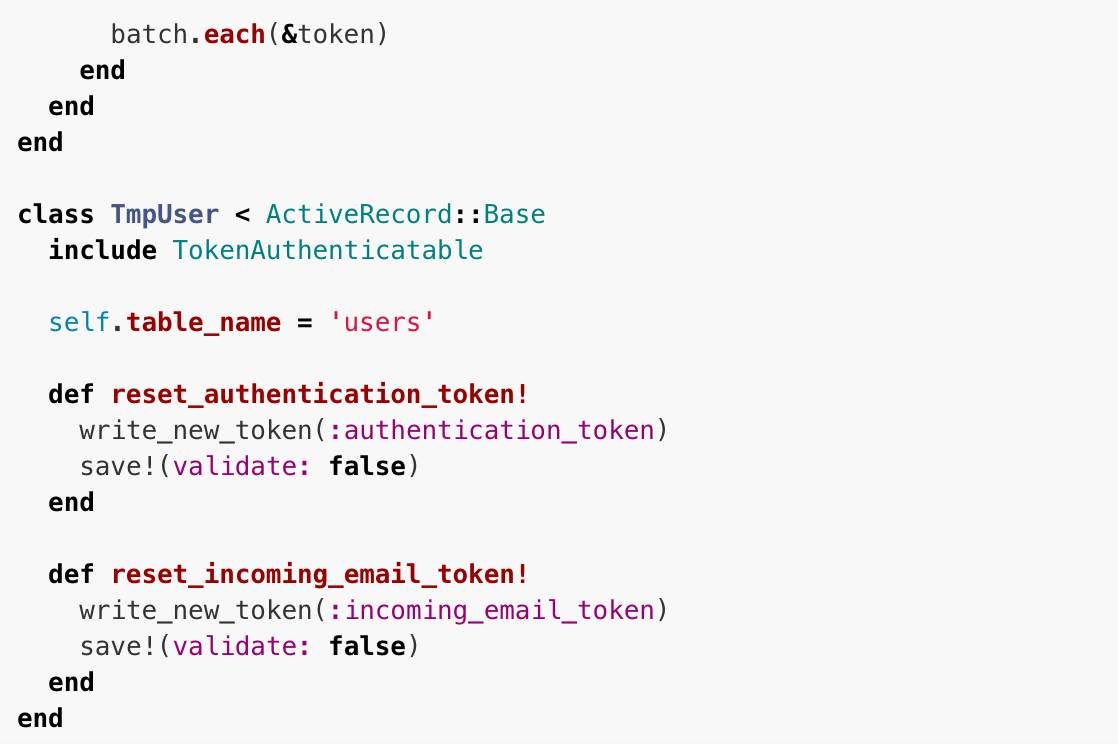 batch.each(&token)
    end
  end
end

class TmpUser < ActiveRecord::Base
  include TokenAuthenticatable

  self.table_name = 'users'

  def reset_authentication_token!
    write_new_token(:authentication_token)
    save!(validate: false)
  end

  def reset_incoming_email_token!
    write_new_token(:incoming_email_token)
    save!(validate: false)
  end
end